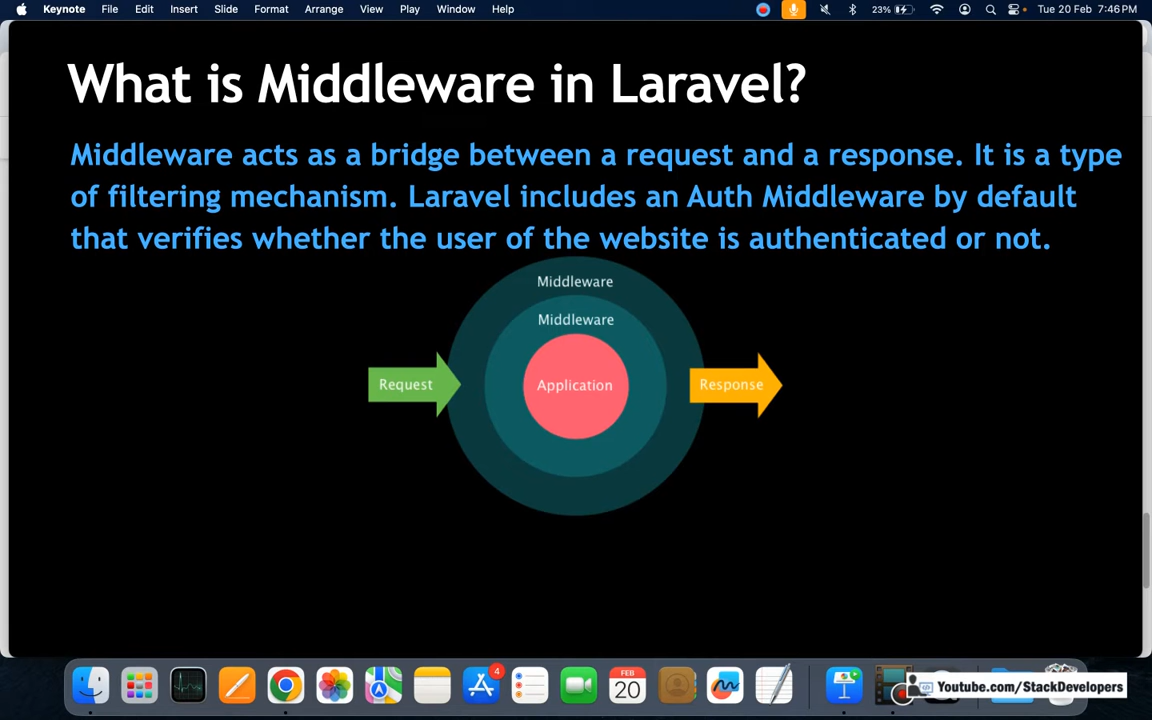 Keynote File Edit Insert Slide Format Arrange View Play Window Help 23% Tue 20 Feb 7:46 PM
What is Middleware in Laravel?
Middleware acts as a bridge between a request and a response. It is a type
of filtering mechanism. Laravel includes an Auth Middleware by default
that verifies whether the user of the website is authenticated or not.
Middleware
Middleware
Request
Application
Response
4
FEB
20
Youtube.com/StackDevelopers